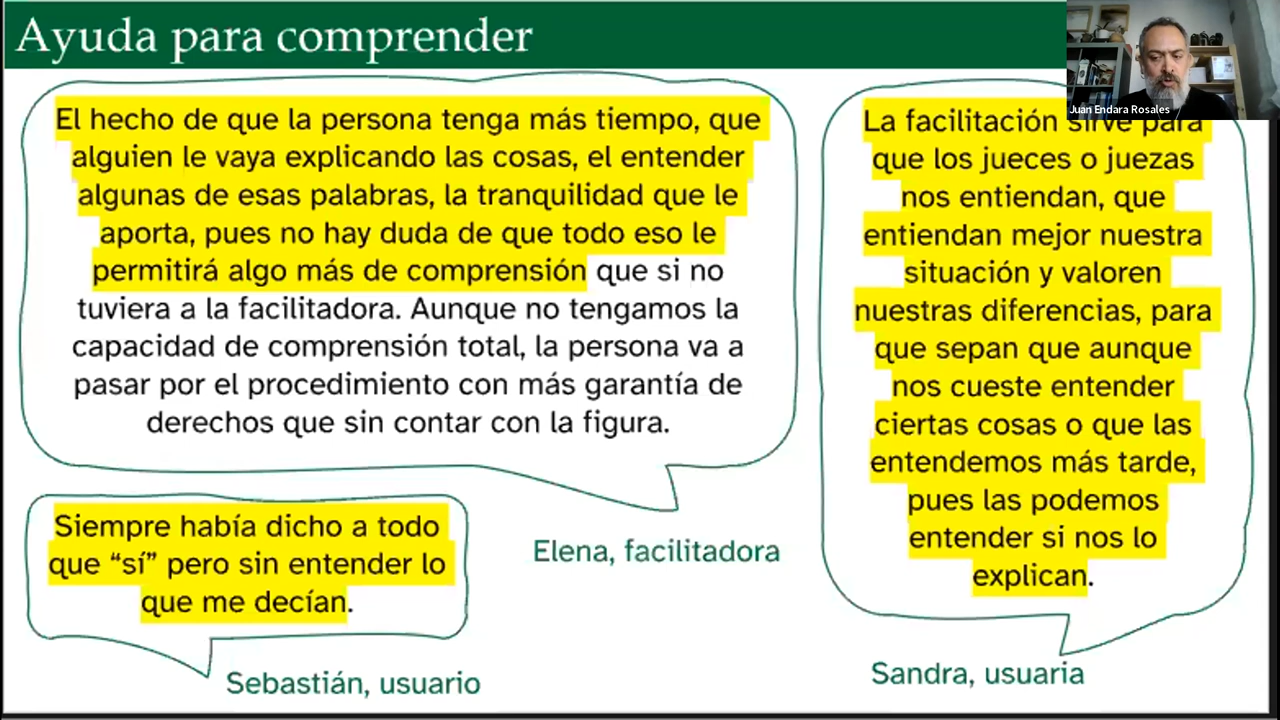 Ayuda para comprender
Juan Endara Rosales
El hecho de que la persona tenga más tiempo, que
alguien le vaya explicando las cosas, el entender
algunas de esas palabras, la tranquilidad que le
aporta, pues no hay duda de que todo eso le
permitirá algo más de comprensión que si no
tuviera a la facilitadora. Aunque no tengamos la
capacidad de comprensión total, la persona va a
pasar por el procedimiento con más garantía de
derechos que sin contar con la figura.
Elena, facilitadora
Siempre había dicho a todo
que “sí” pero sin entender lo
que me decían.
Sebastián, usuario
La facilitación sirve para
que los jueces o juezas
nos entiendan, que
entiendan mejor nuestra
situación y valoren
nuestras diferencias, para
que sepan que aunque
nos cueste entender
ciertas cosas o que las
entendemos más tarde,
pues las podemos
entender si nos lo
explican.
Sandra, usuaria